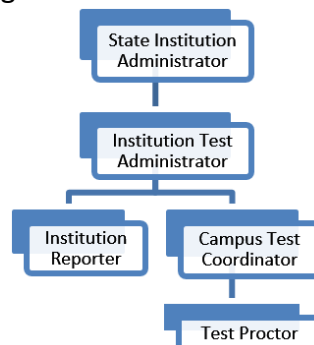 State Institution
Administrator
Institution Test
Administrator
Institution
Reporter
Campus Test
Coordinator
Test Proctor